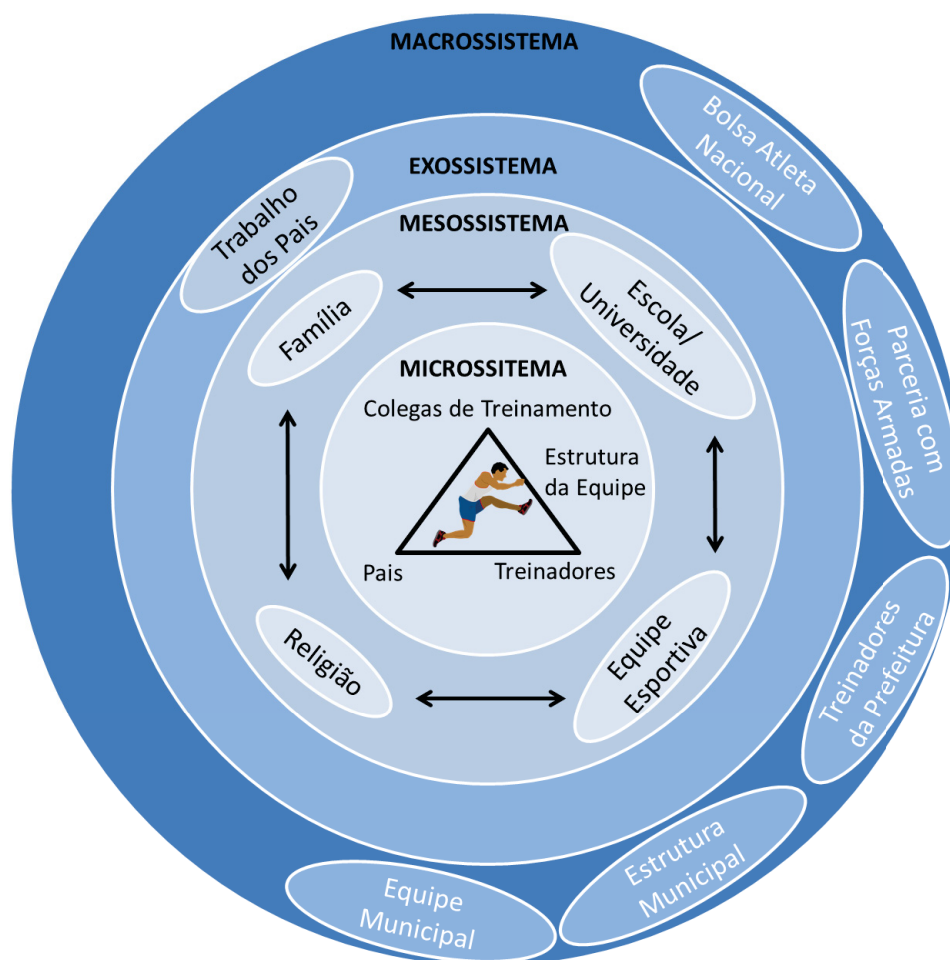 MACROSSISTEMA
Bolsa Atleta
Nacional
EXOSSISTEMA
Trabalho
dos Pais
MESOSSISTEMA
Família
Escola/
Universidade
Parceria com
Forças Armadas
MICROSSITEMA
Colegas de Treinamento
Estrutura
da Equipe
Pais
Treinadores
Religião
Equipe
Esportiva
Treinadores
da Prefeitura
Estrutura
Municipal
Equipe
Municipal